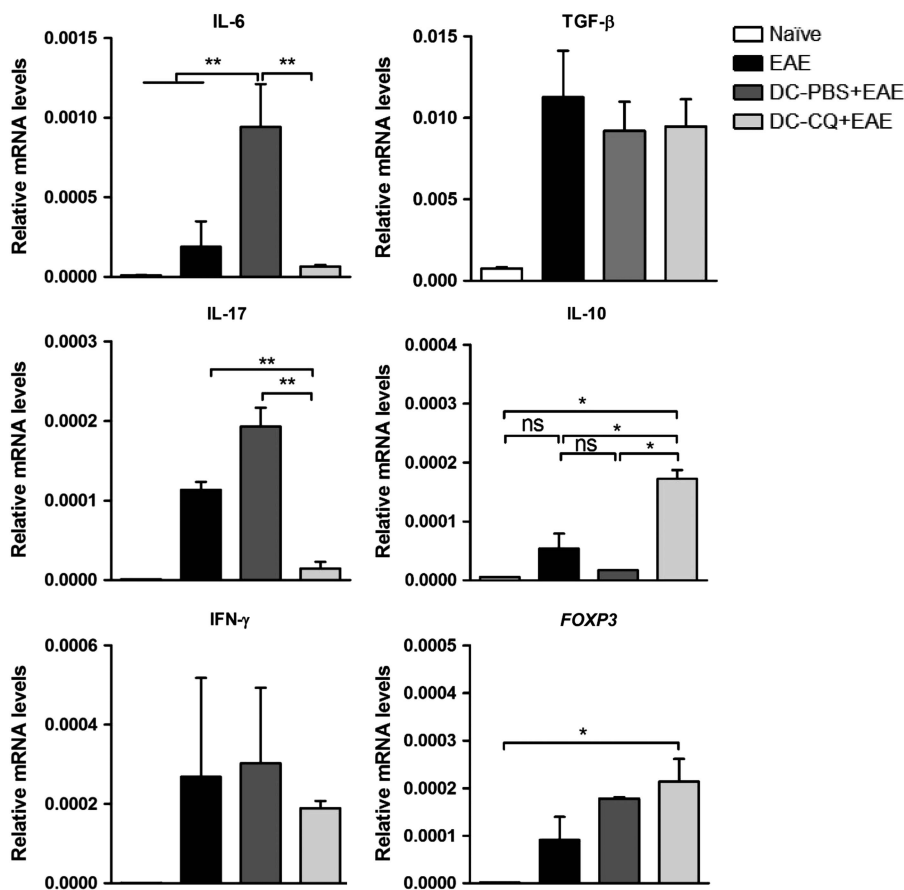 IL-6
Relative mRNA levels
0.0015
0.0010
0.0005
0.0000
**
**
TGF-β
Relative mRNA levels
0.015
0.010
0.005
0.000
Naïve
EAE
DC-PBS+EAE
DC-CQ+EAE
IL-17
Relative mRNA levels
0.0003
0.0002
0.0001
0.0000
**
**
IL-10
Relative mRNA levels
0.0004
0.0003
0.0002
0.0001
0.0000
*
ns
*
ns
*
IFN-γ
Relative mRNA levels
0.0006
0.0004
0.0002
0.0000
FOXP3
Relative mRNA levels
0.0005
0.0004
0.0003
0.0002
0.0001
0.0000
*